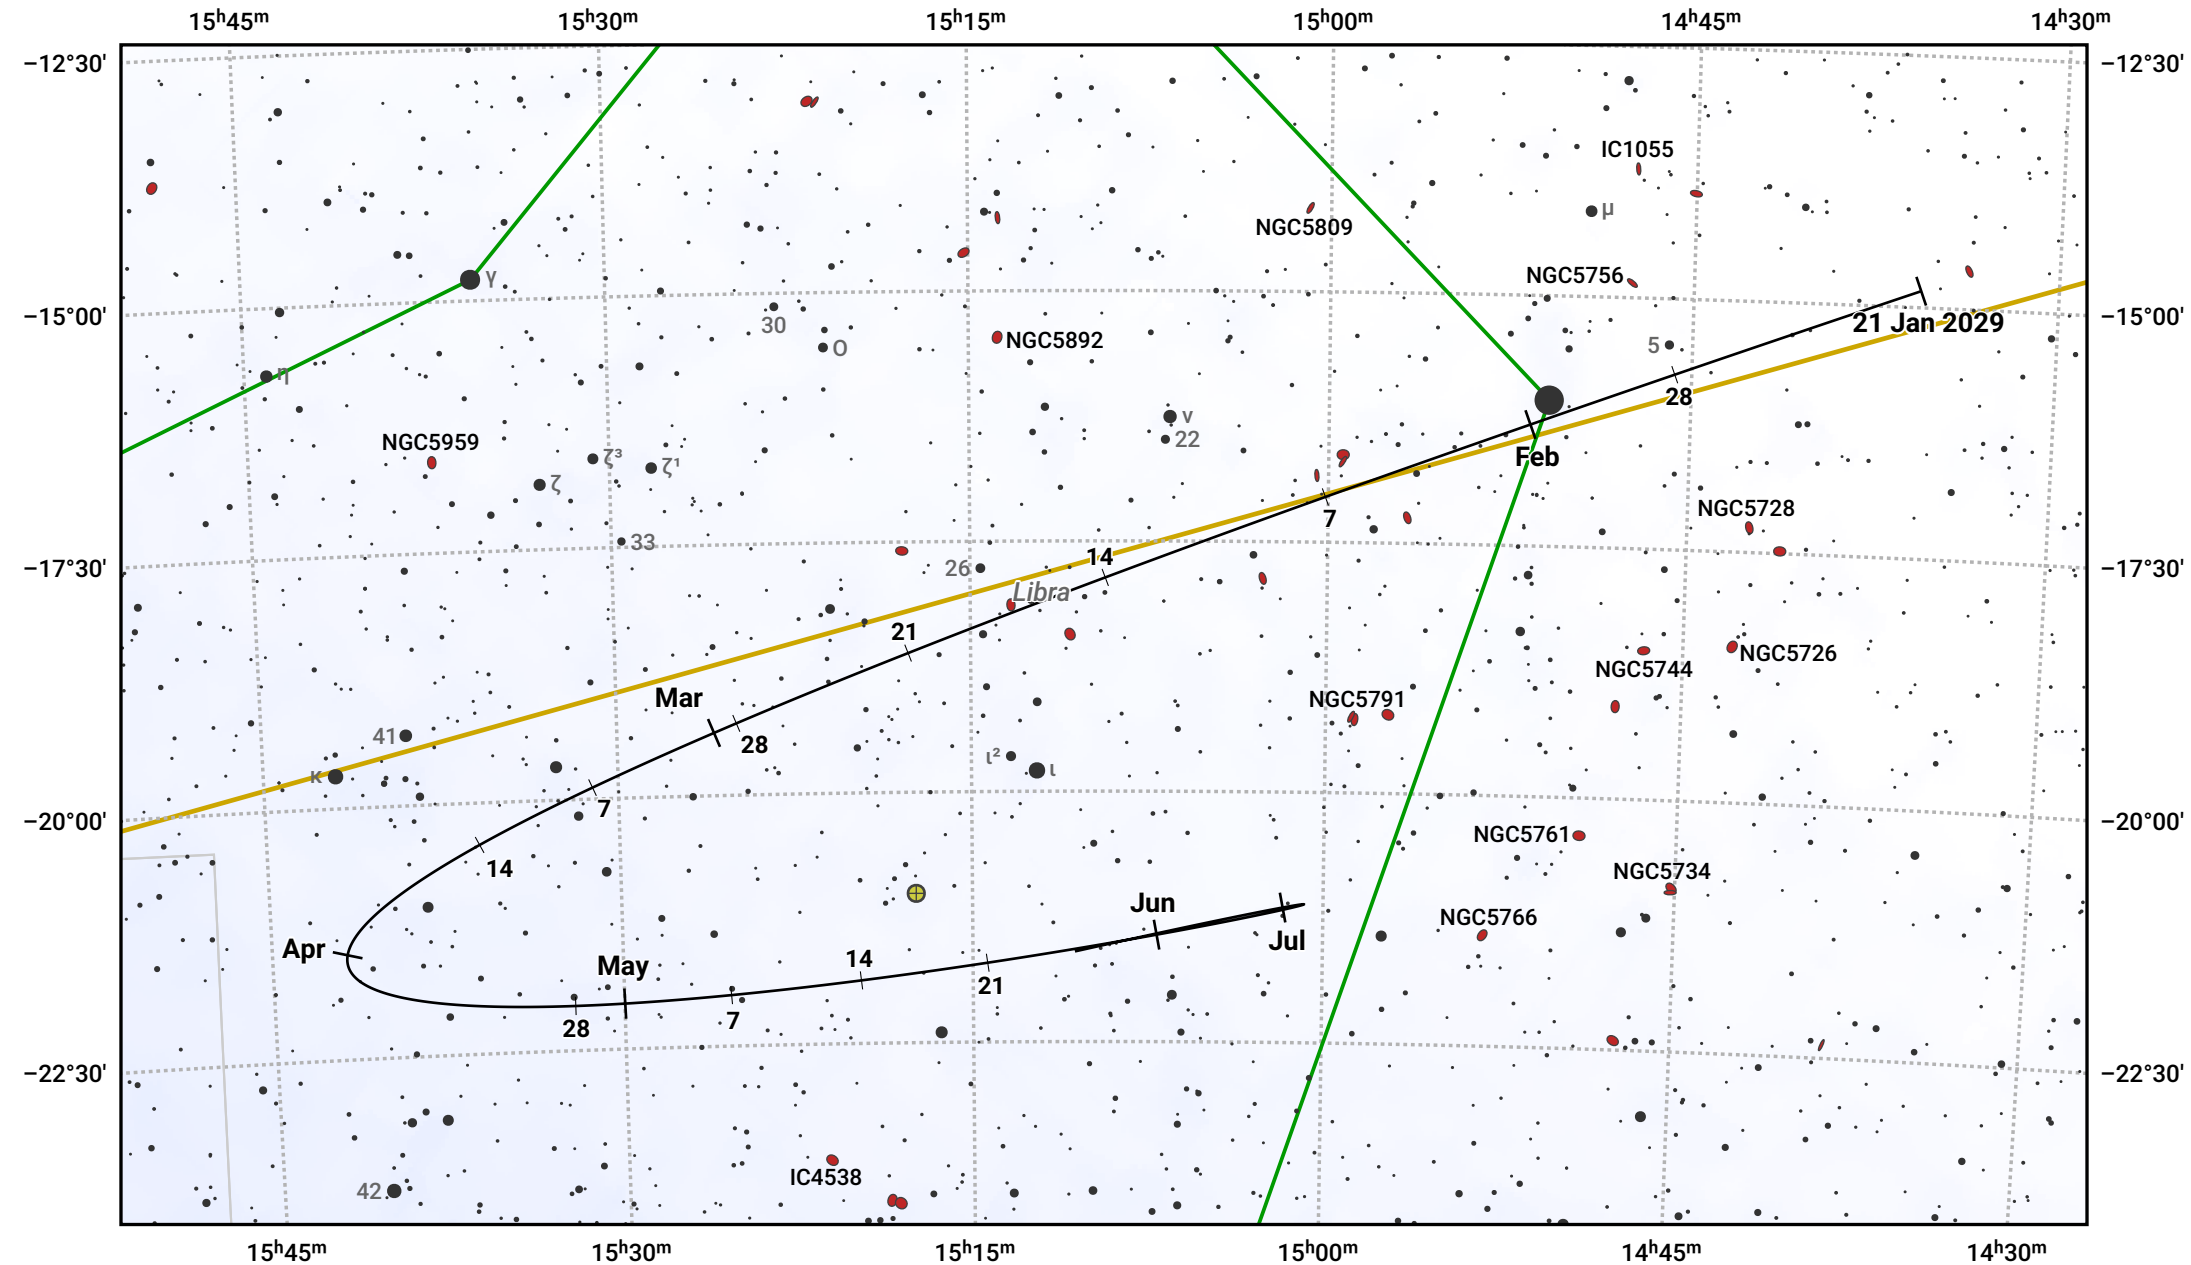 15ʰ45ᵐ 15ʰ30ᵐ 15ʰ15ᵐ 15ʰ00ᵐ 14ʰ45ᵐ 14ʰ30ᵐ
−12°30' −12°30'
IC1055
μ
NGC5809
γ NGC5756
−15°00' −15°00'
30 21 Jan 2029
O NGC5892 5
η
28
ν
NGC5959 22
ζ³ ζ¹ Feb
ζ
NGC5728
7
33
14
−17°30' 26 −17°30'
Libra
21
NGC5726
NGC5744
Mar NGC5791
41 28
ι² ι
κ
7
−20°00' −20°00'
NGC5761
14 NGC5734
Jun
NGC5766
Apr Jul
14
May
21
7
28
−22°30' −22°30'
IC4538
42
15ʰ45ᵐ 15ʰ30ᵐ 15ʰ15ᵐ 15ʰ00ᵐ 14ʰ45ᵐ 14ʰ30ᵐ